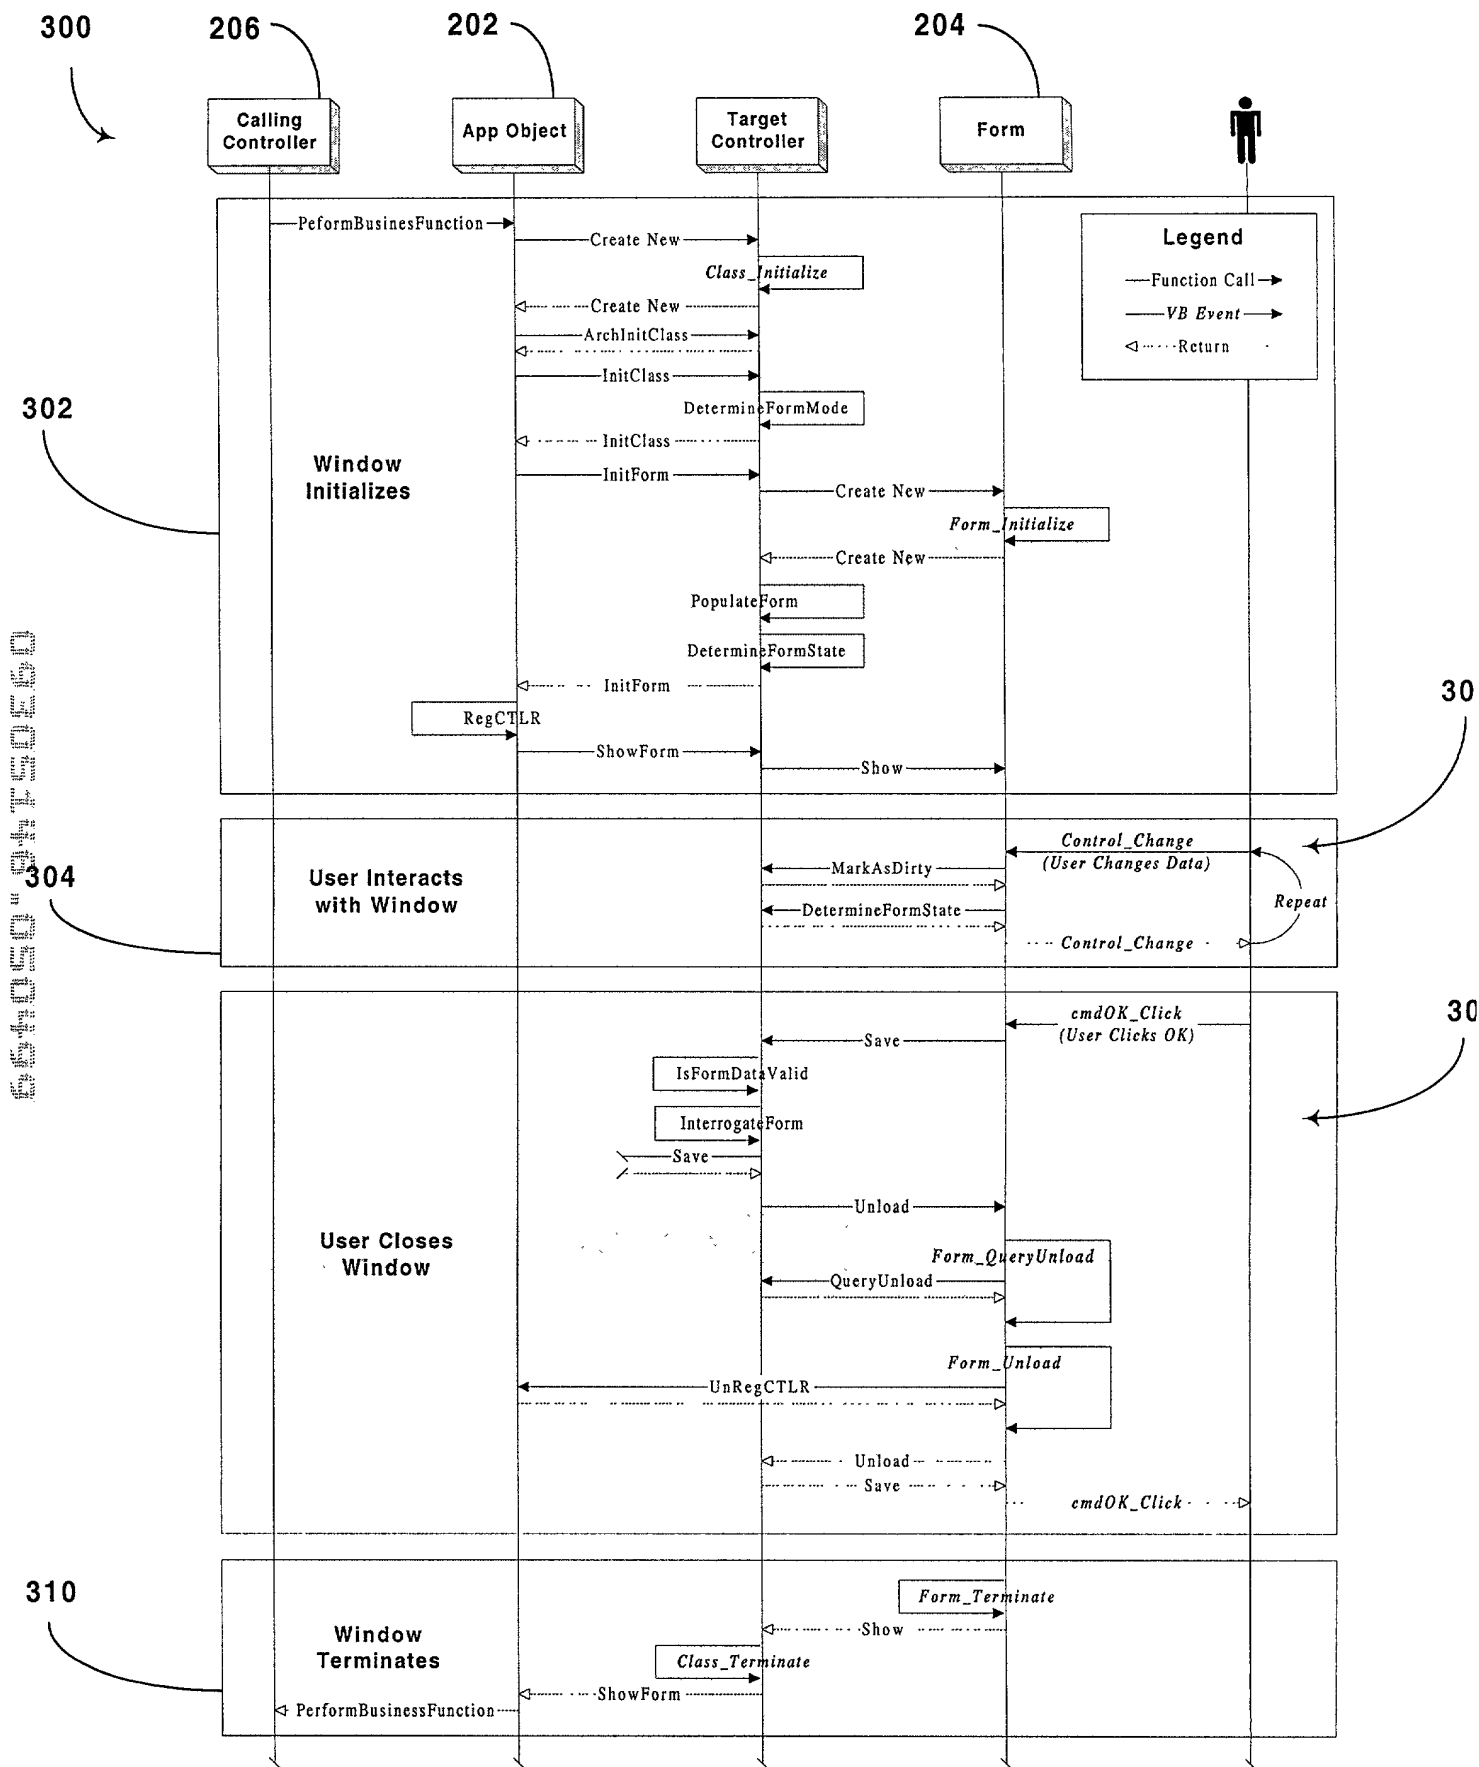 300
206
202
204
Calling
Controller
App Object
Target
Controller
Form
PeformBusinesFunction
Create New
Class_Initialize
Create New
ArchInitClass
InitClass
DetermineFormMode
InitClass
InitForm
Create New
Form_Initialize
Create New
PopulateForm
DetermineFormState
InitForm
RegCTLR
ShowForm
Show
Legend
Function Call
VB Event
Return
302
Window
Initializes
30
Control_Change
(User Changes Data)
MarkAsDirty
DetermineFormState
Control_Change
Repeat
304
User Interacts
with Window
30
cmdOK_Click
(User Clicks OK)
Save
IsFormDataValid
InterrogateForm
Save
Unload
User Closes
Window
Form_QueryUnload
QueryUnload
Form_Unload
UnRegCTLR
Unload
Save
cmdOK_Click
310
Window
Terminates
Form_Terminate
Show
Class_Terminate
ShowForm
PerformBusinessFunction